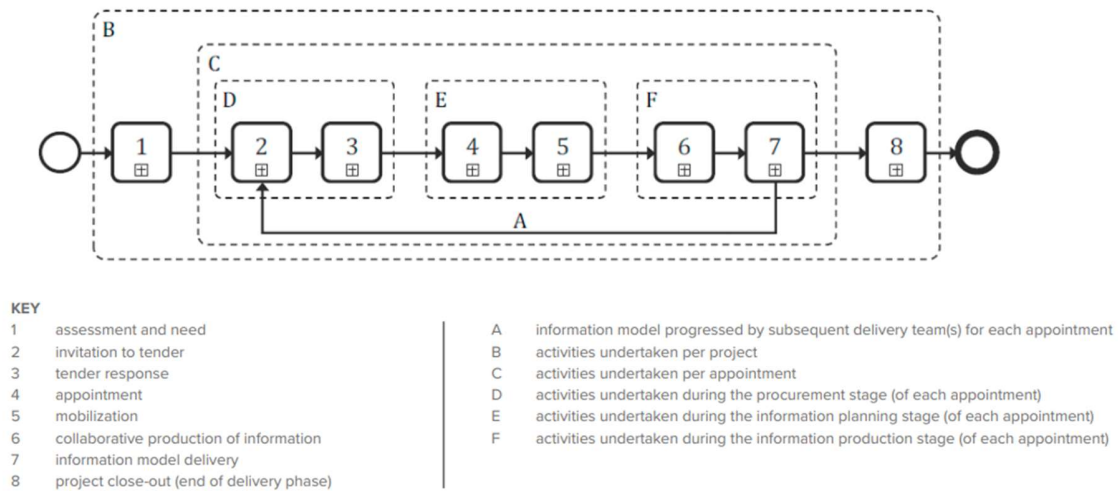 B
C
D
E
F
1
2
3
4
5
6
7
8
A
KEY
1 assessment and need
2 invitation to tender
3 tender response
4 appointment
5 mobilization
6 collaborative production of information
7 information model delivery
8 project close-out (end of delivery phase)
A information model progressed by subsequent delivery team(s) for each appointment
B activities undertaken per project
C activities undertaken per appointment
D activities undertaken during the procurement stage (of each appointment)
E activities undertaken during the information planning stage (of each appointment)
F activities undertaken during the information production stage (of each appointment)